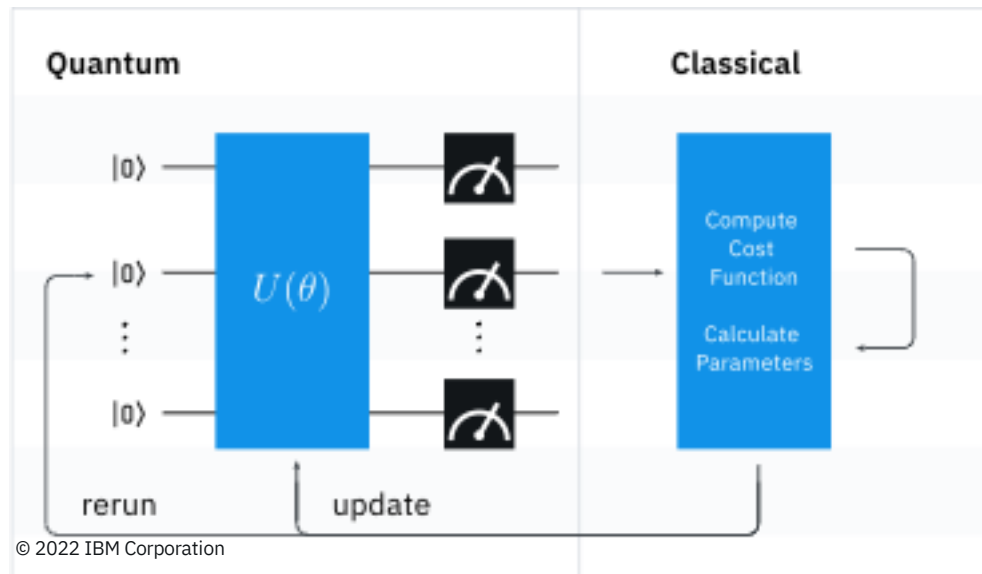 Quantum
Classical
|0⟩
|0⟩
⋮
|0⟩
U(θ)
⋮
Compute
Cost
Function
Calculate
Parameters
rerun
update
© 2022 IBM Corporation